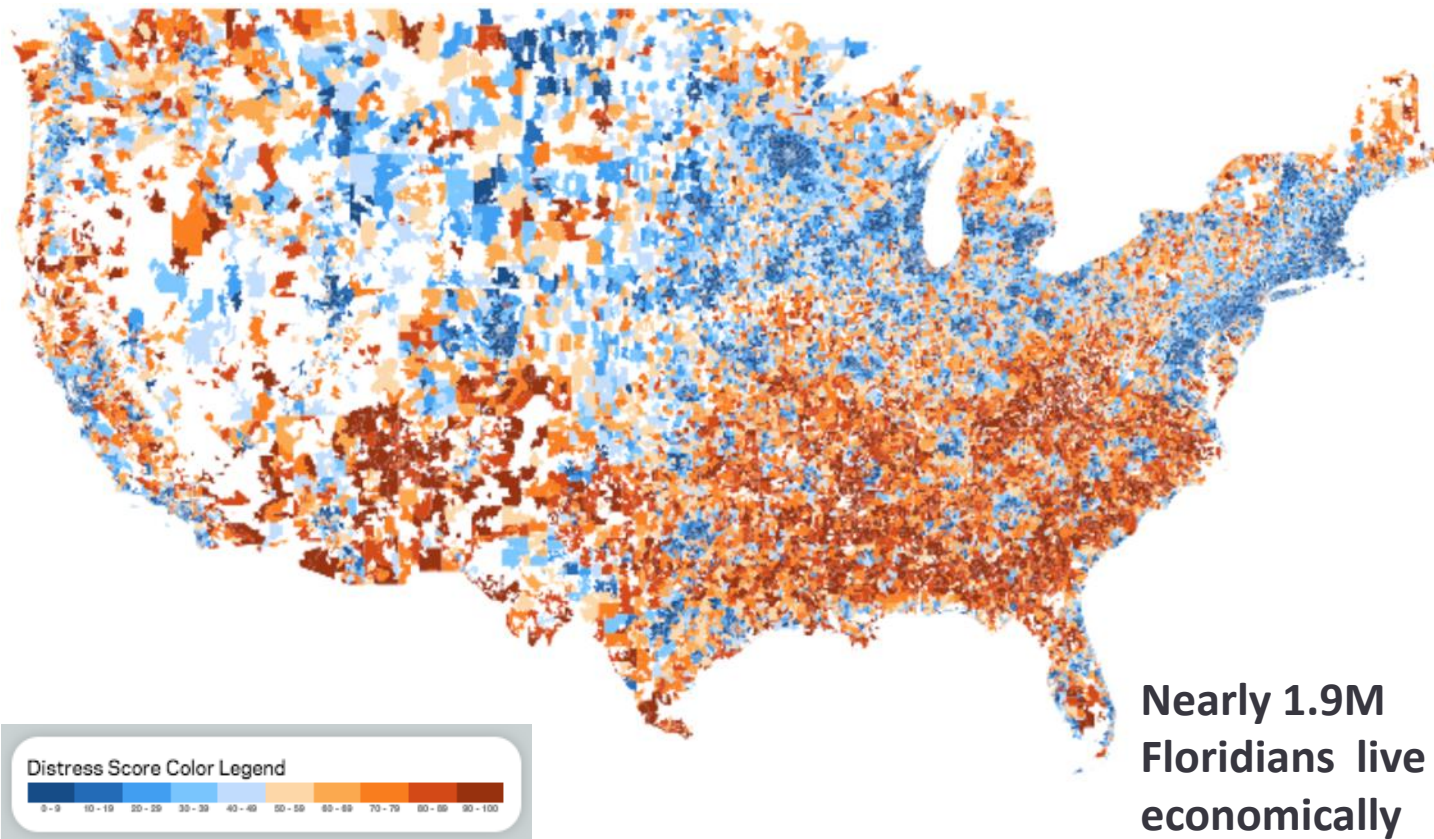 Nearly 1.9M
Floridians live
economically
Distress Score Color Legend
0 - 9 10 - 19 20 - 29 30 - 39 40 - 49 50 - 59 60 - 69 70 - 79 80 - 89 90 - 100